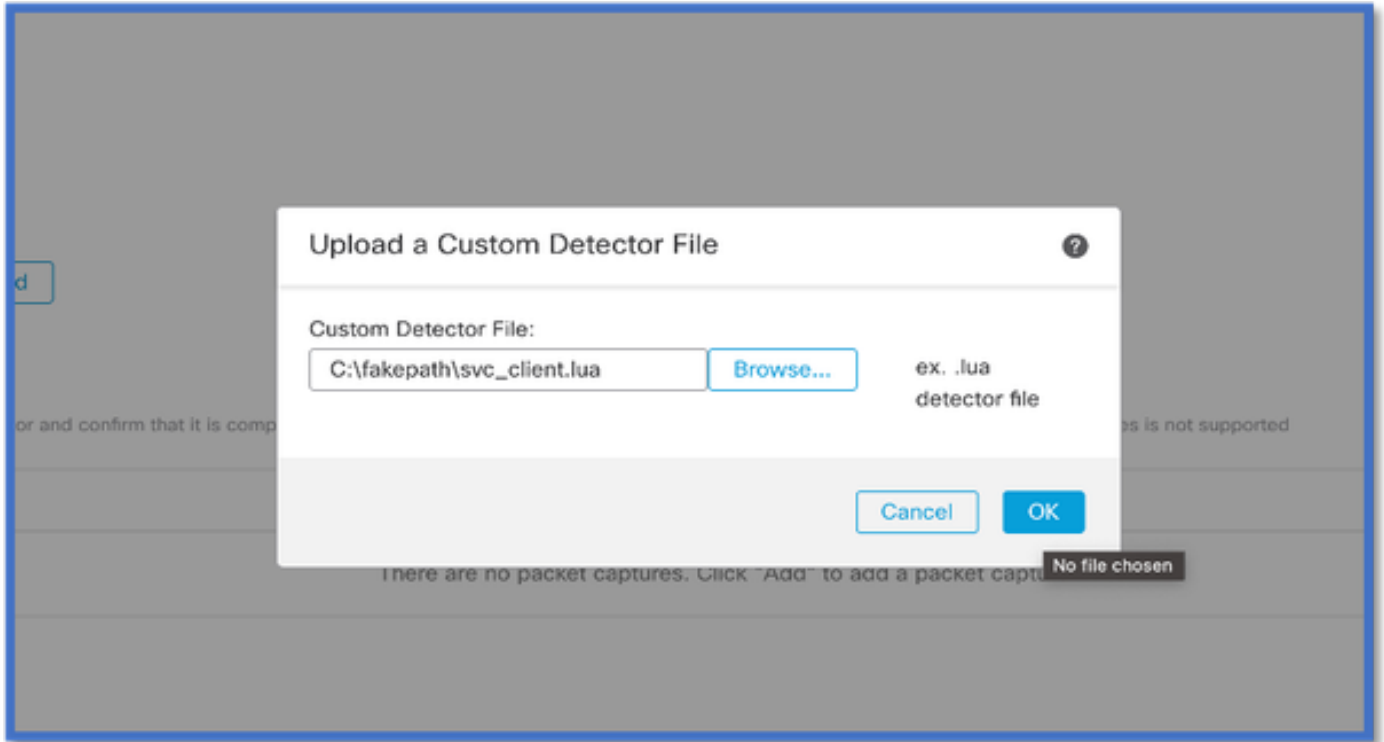 Upload a Custom Detector File
?
d
Custom Detector File:
C:\fakepath\svc_client.lua
Browse...
ex. .lua
detector file
or and confirm that it is comp
os is not supported
Cancel
OK
There are no packet captures. Click "Add" to add a packet captu
No file chosen